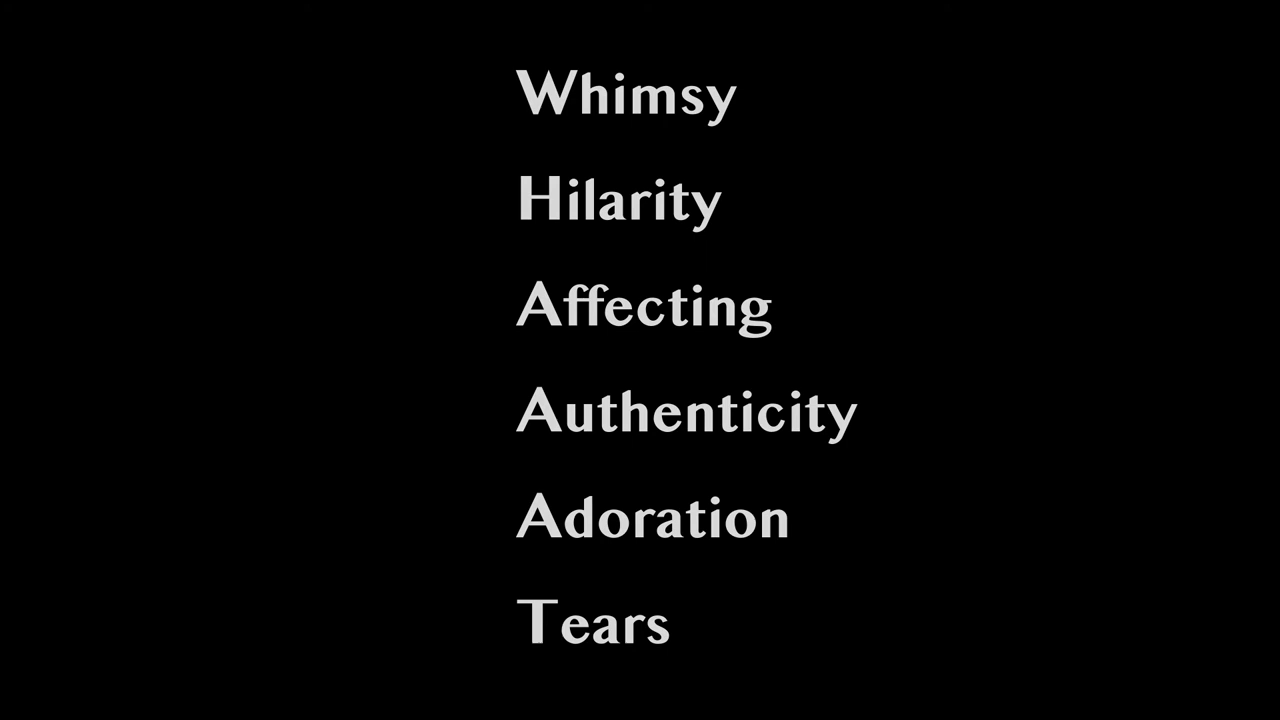 Whimsy
Hilarity
Affecting
Authenticity
Adoration
Tears